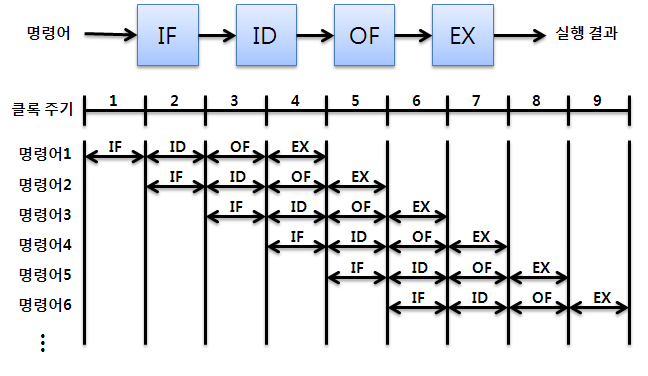 명령어 IF ID OF EX 실행 결과
클록 주기 1 2 3 4 5 6 7 8 9
명령어1 IF ID OF EX
명령어2 IF ID OF EX
명령어3 IF ID OF EX
명령어4 IF ID OF EX
명령어5 IF ID OF EX
명령어6 IF ID OF EX